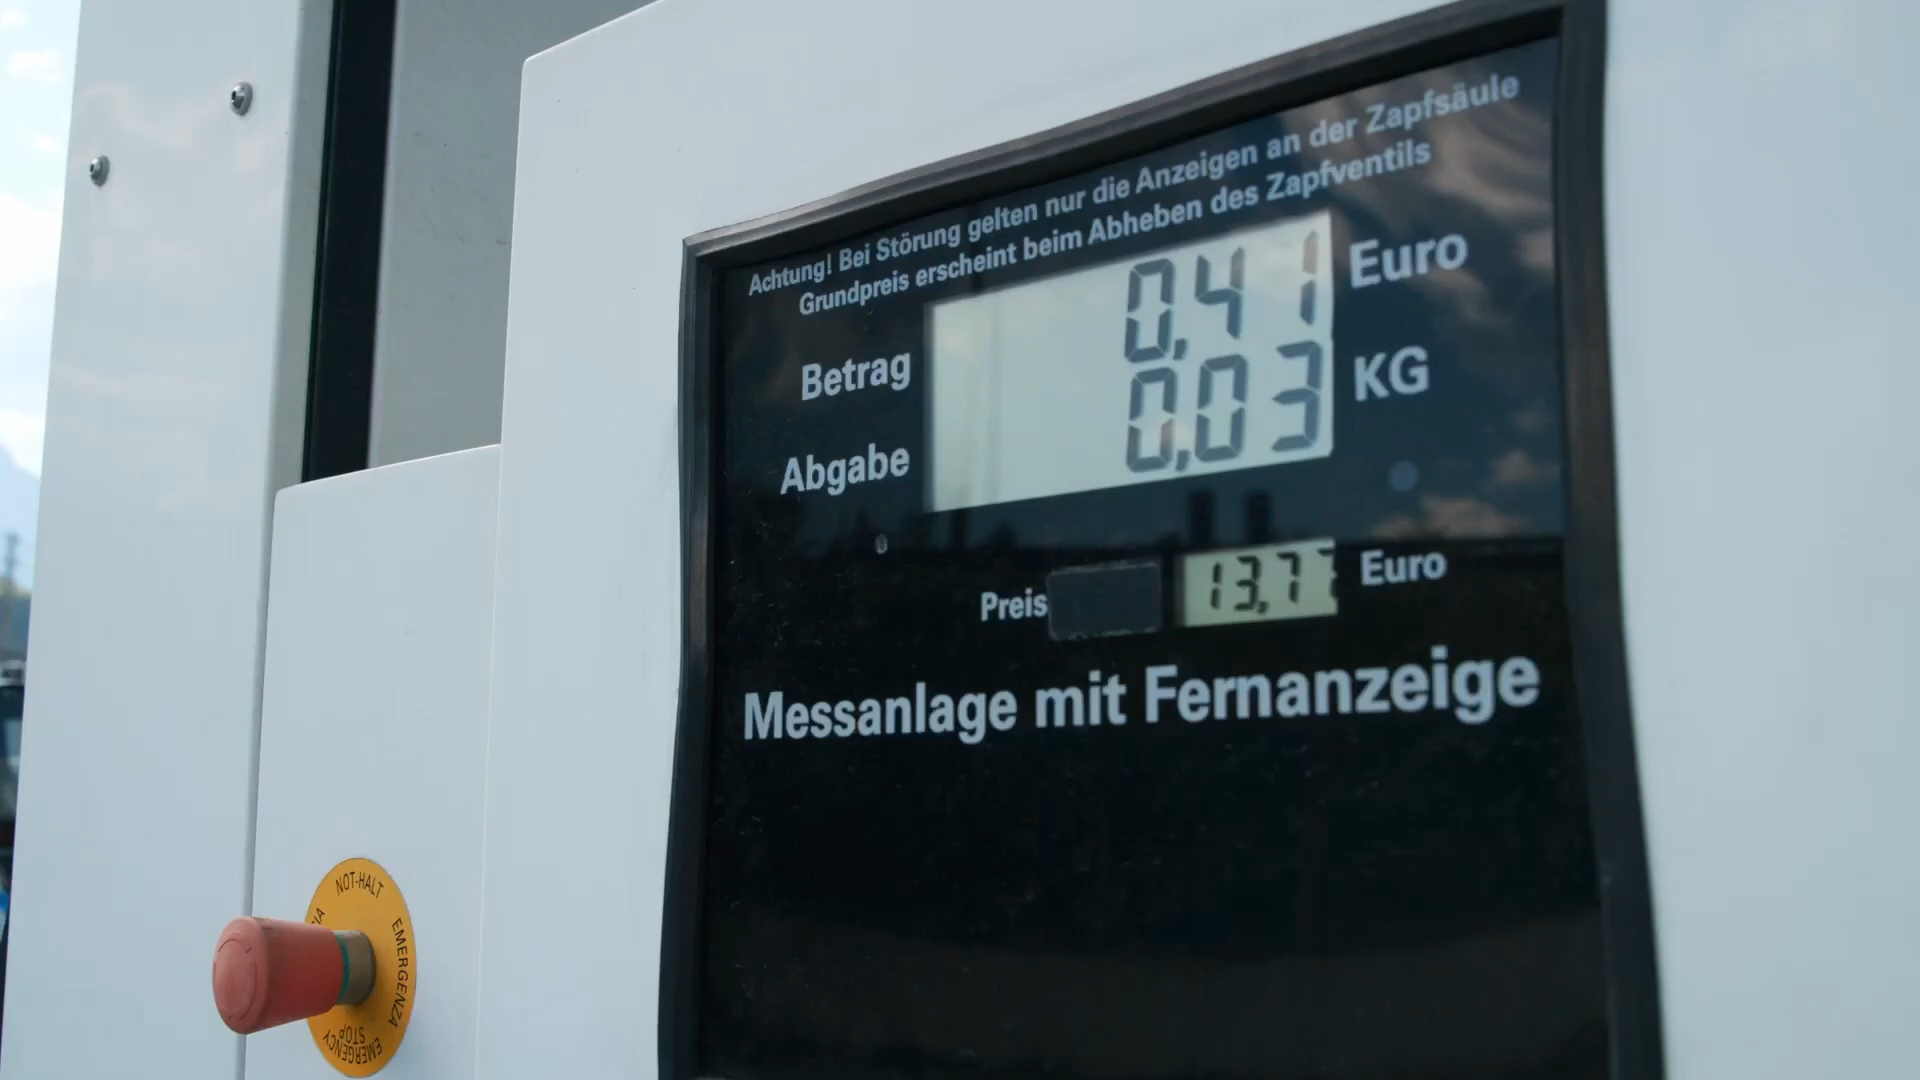 Achtung! Bei Störung gelten nur die Anzeigen an der Zapfsäule
Grundpreis erscheint beim Abheben des Zapfventils
Betrag 0,41 Euro
Abgabe 0,03 KG
Preis 13,77 Euro
Messanlage mit Fernanzeige
NOT-HALT
EMERGENZA
EMERGENCY
STOP